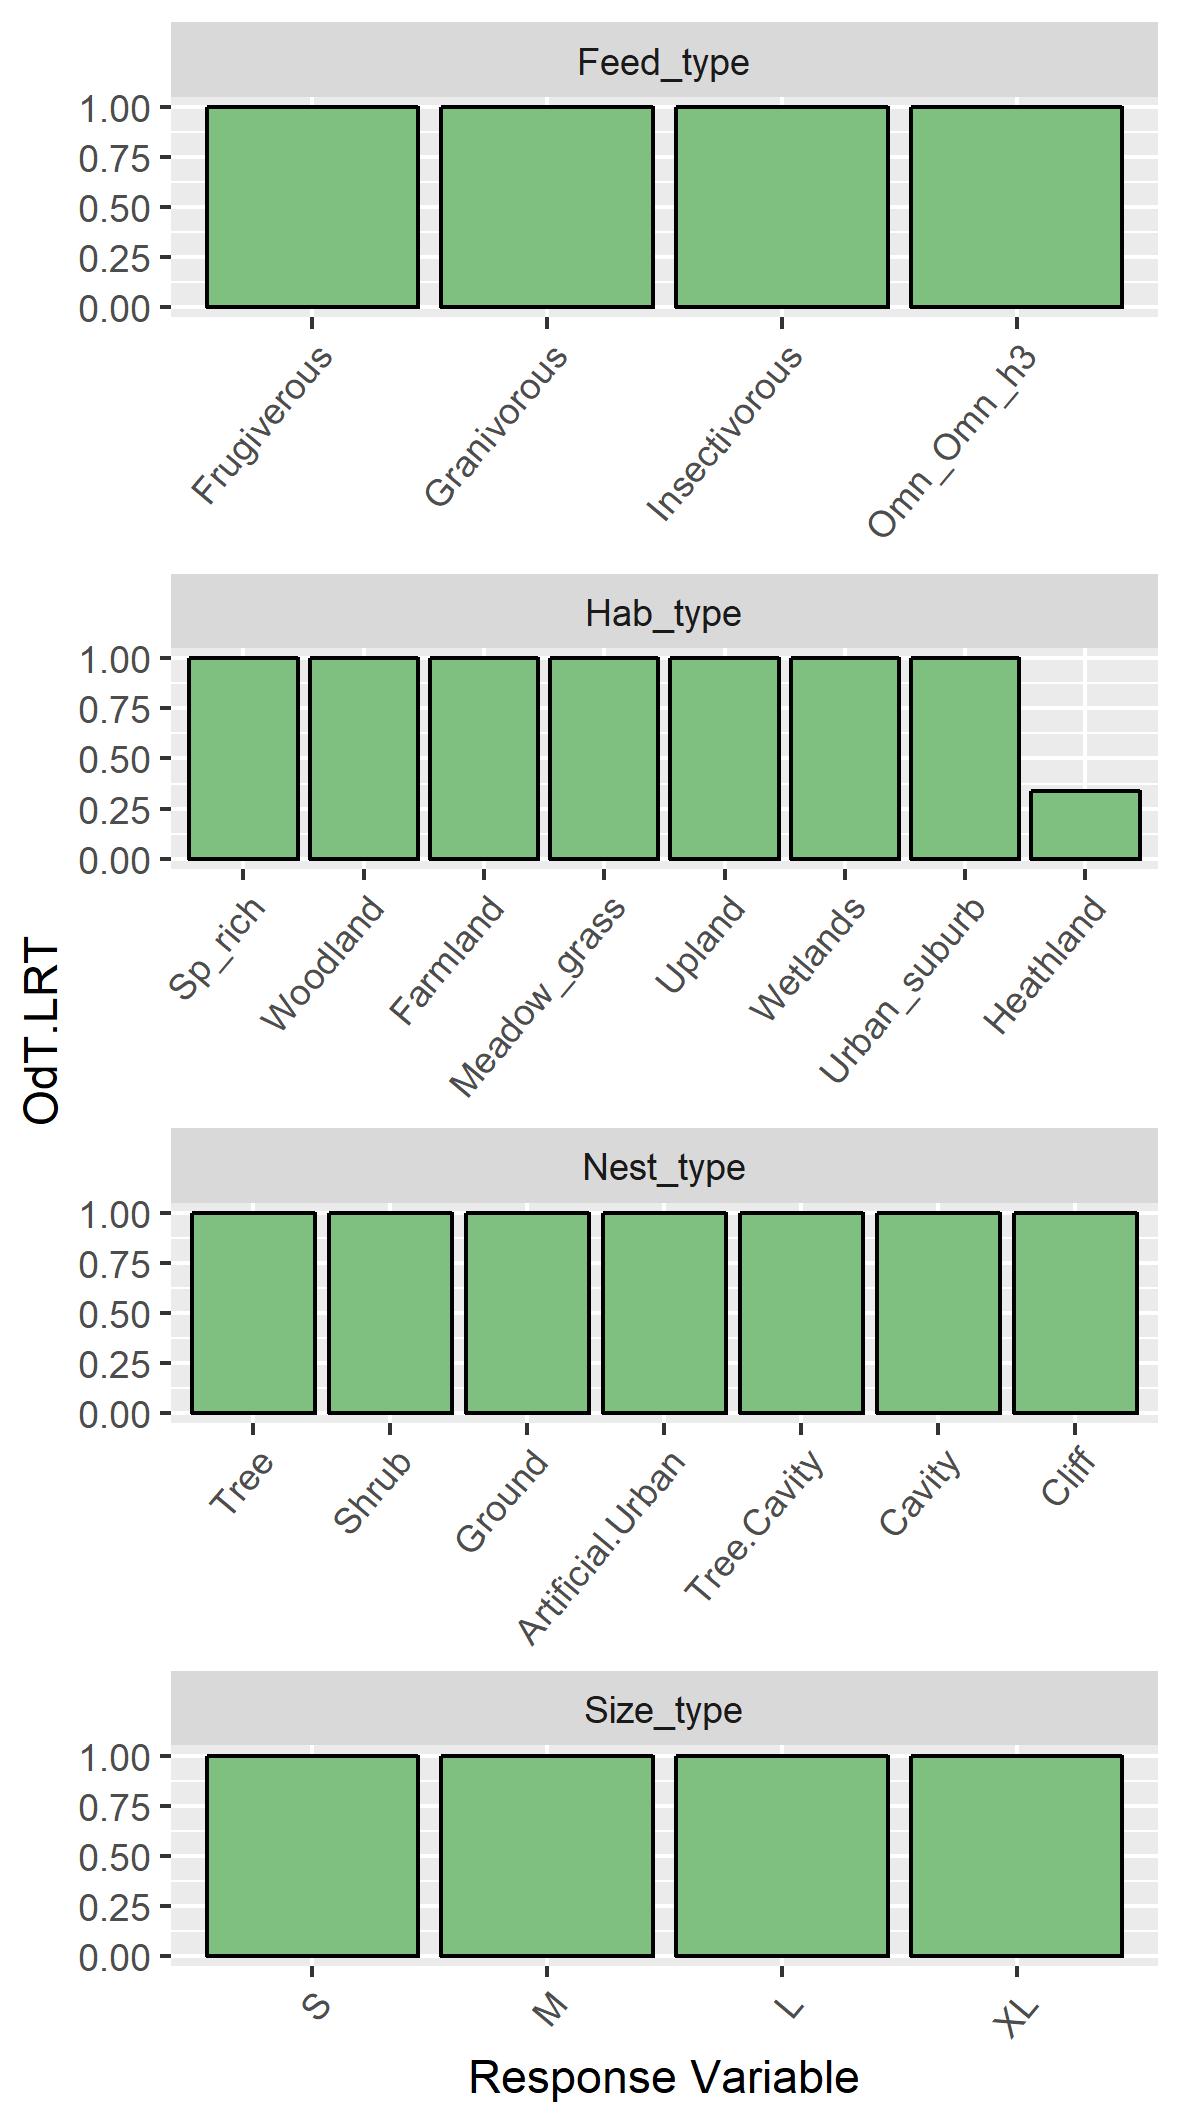 Feed_type
1.00
0.75
0.50
0.25
0.00
Frugiverous
Granivorous
Insectivorous
Omn_Omn_h3
Hab_type
1.00
0.75
0.50
0.25
0.00
Sp_rich
Woodland
Farmland
Meadow_grass
Upland
Wetlands
Urban_suburb
Heathland
OdT.LRT
Nest_type
1.00
0.75
0.50
0.25
0.00
Tree
Shrub
Ground
Artificial.Urban
Tree.Cavity
Cavity
Cliff
Size_type
1.00
0.75
0.50
0.25
0.00
S
M
L
XL
Response Variable